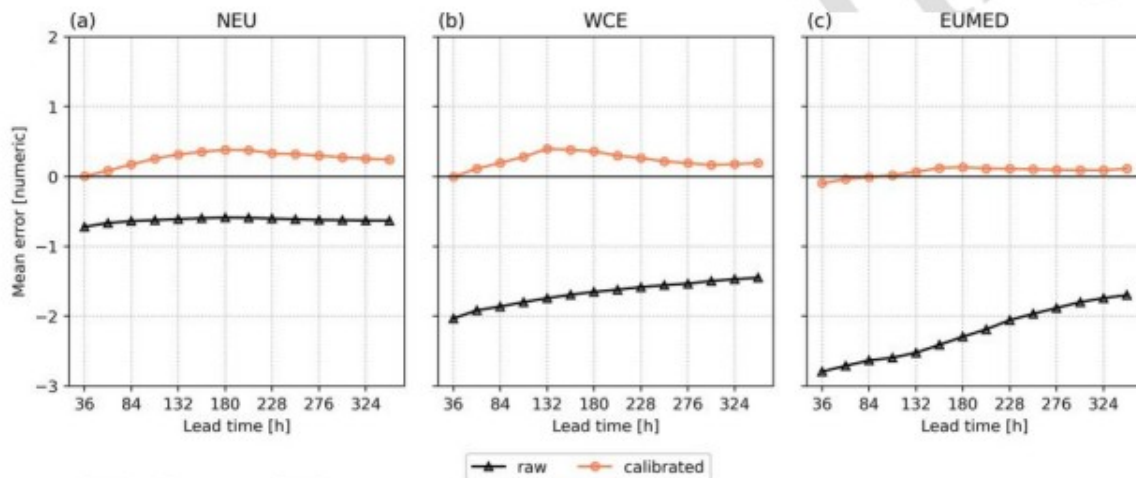 (a) NEU (b) WCE (c) EUMED
2
1
0
−1
−2
−3
Mean error [numeric]
36 84 132 180 228 276 324 36 84 132 180 228 276 324 36 84 132 180 228 276 324
Lead time [h] Lead time [h] Lead time [h]
raw calibrated